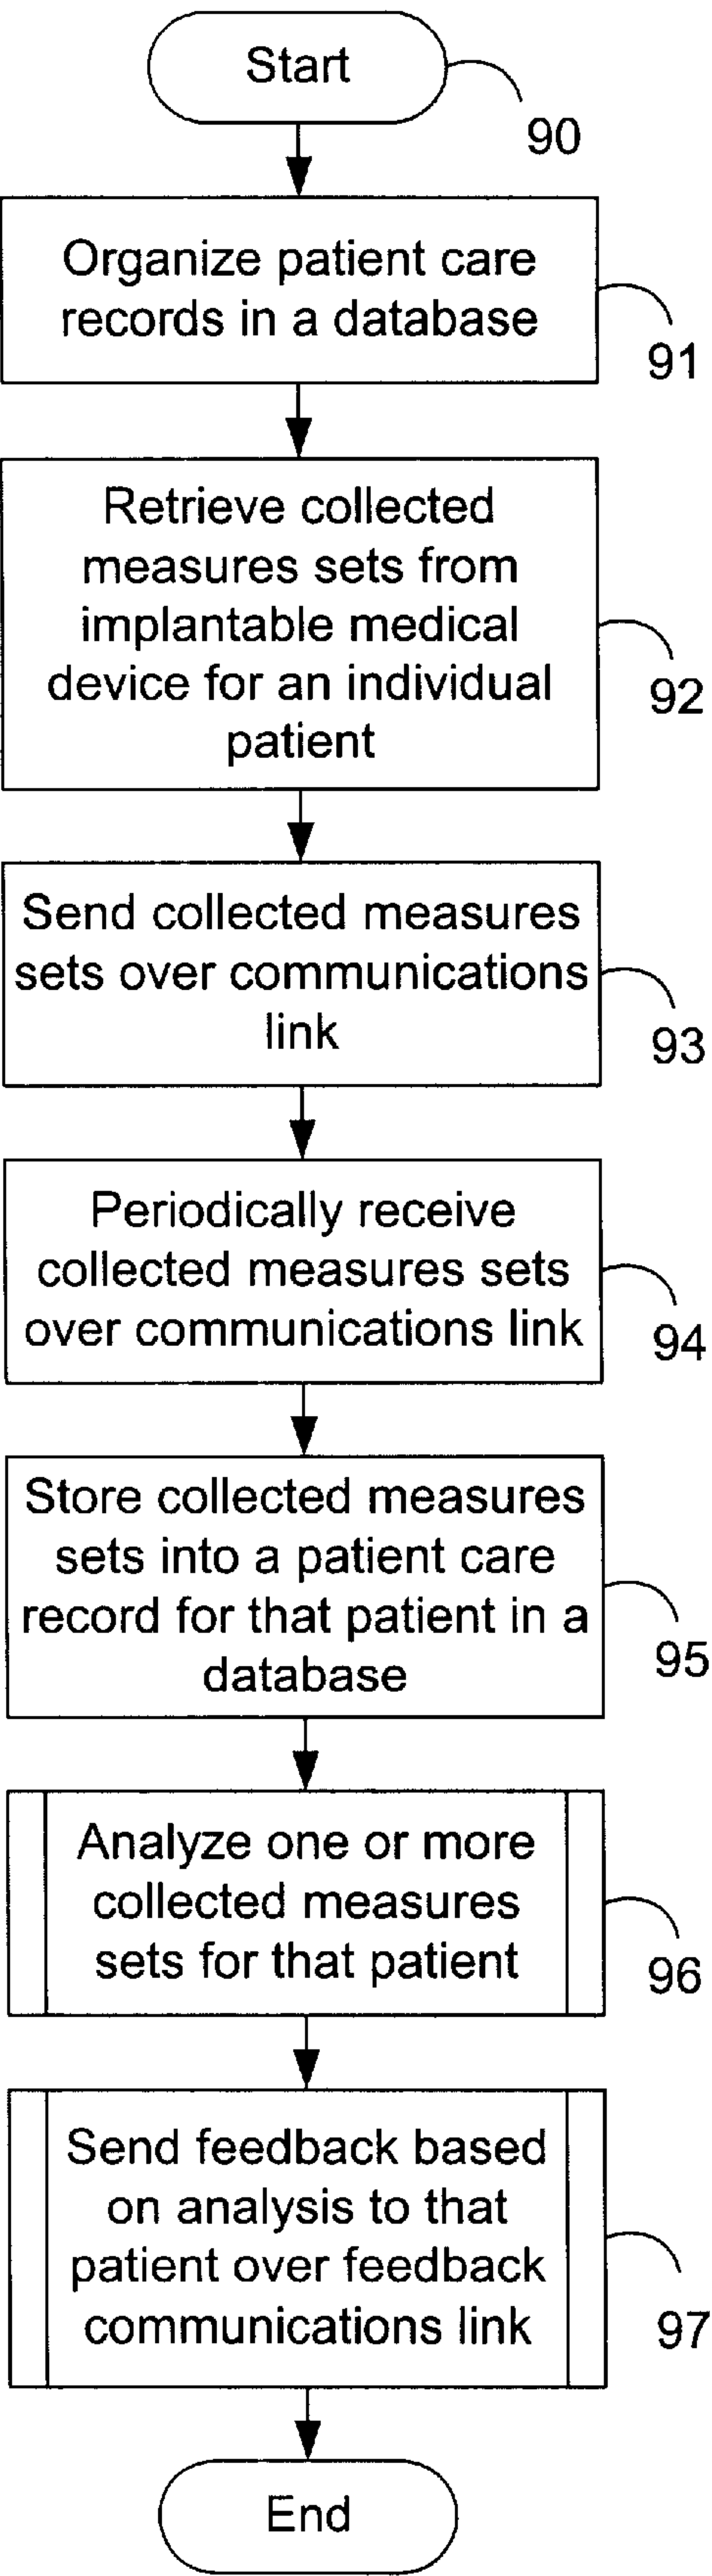 Start
90
Organize patient care
records in a database
91
Retrieve collected
measures sets from
implantable medical
device for an individual
patient
92
Send collected measures
sets over communications
link
93
Periodically receive
collected measures sets
over communications link
94
Store collected measures
sets into a patient care
record for that patient in a
database
95
Analyze one or more
collected measures
sets for that patient
96
Send feedback based
on analysis to that
patient over feedback
communications link
97
End